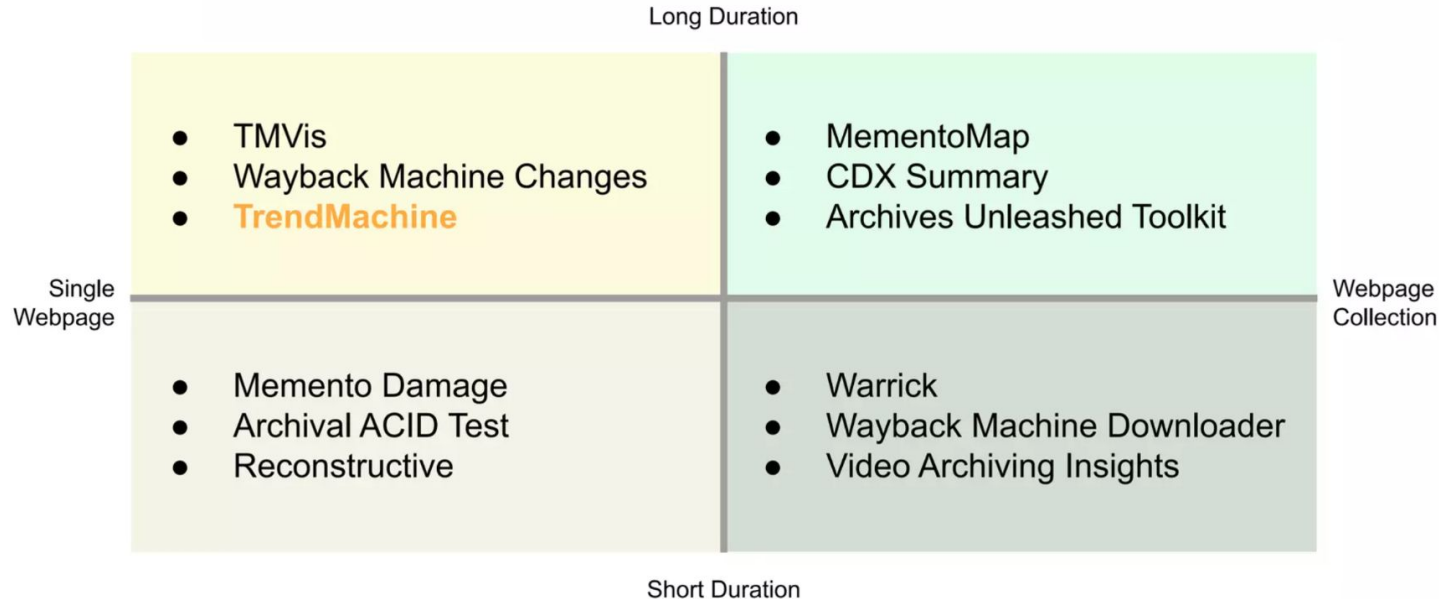 Long Duration
● TMVis
● Wayback Machine Changes
● TrendMachine
● MementoMap
● CDX Summary
● Archives Unleashed Toolkit
Single
Webpage
Webpage
Collection
● Memento Damage
● Archival ACID Test
● Reconstructive
● Warrick
● Wayback Machine Downloader
● Video Archiving Insights
Short Duration